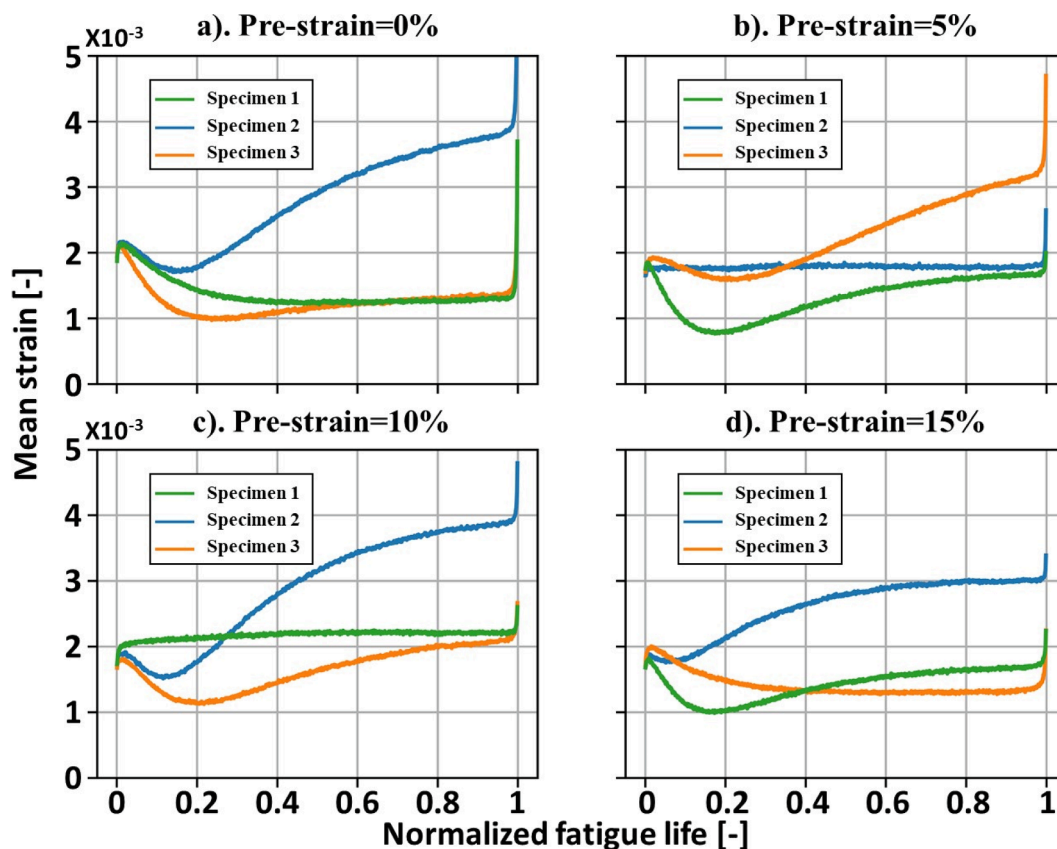 a). Pre-strain=0%
b). Pre-strain=5%
X10-3
5
4
3
2
1
0
Specimen 1
Specimen 2
Specimen 3
Specimen 1
Specimen 2
Specimen 3
Mean strain [-]
c). Pre-strain=10%
d). Pre-strain=15%
X10-3
5
4
3
2
1
0
Specimen 1
Specimen 2
Specimen 3
Specimen 1
Specimen 2
Specimen 3
0 0.2 0.4 0.6 0.8 1
0 0.2 0.4 0.6 0.8 1
Normalized fatigue life [-]